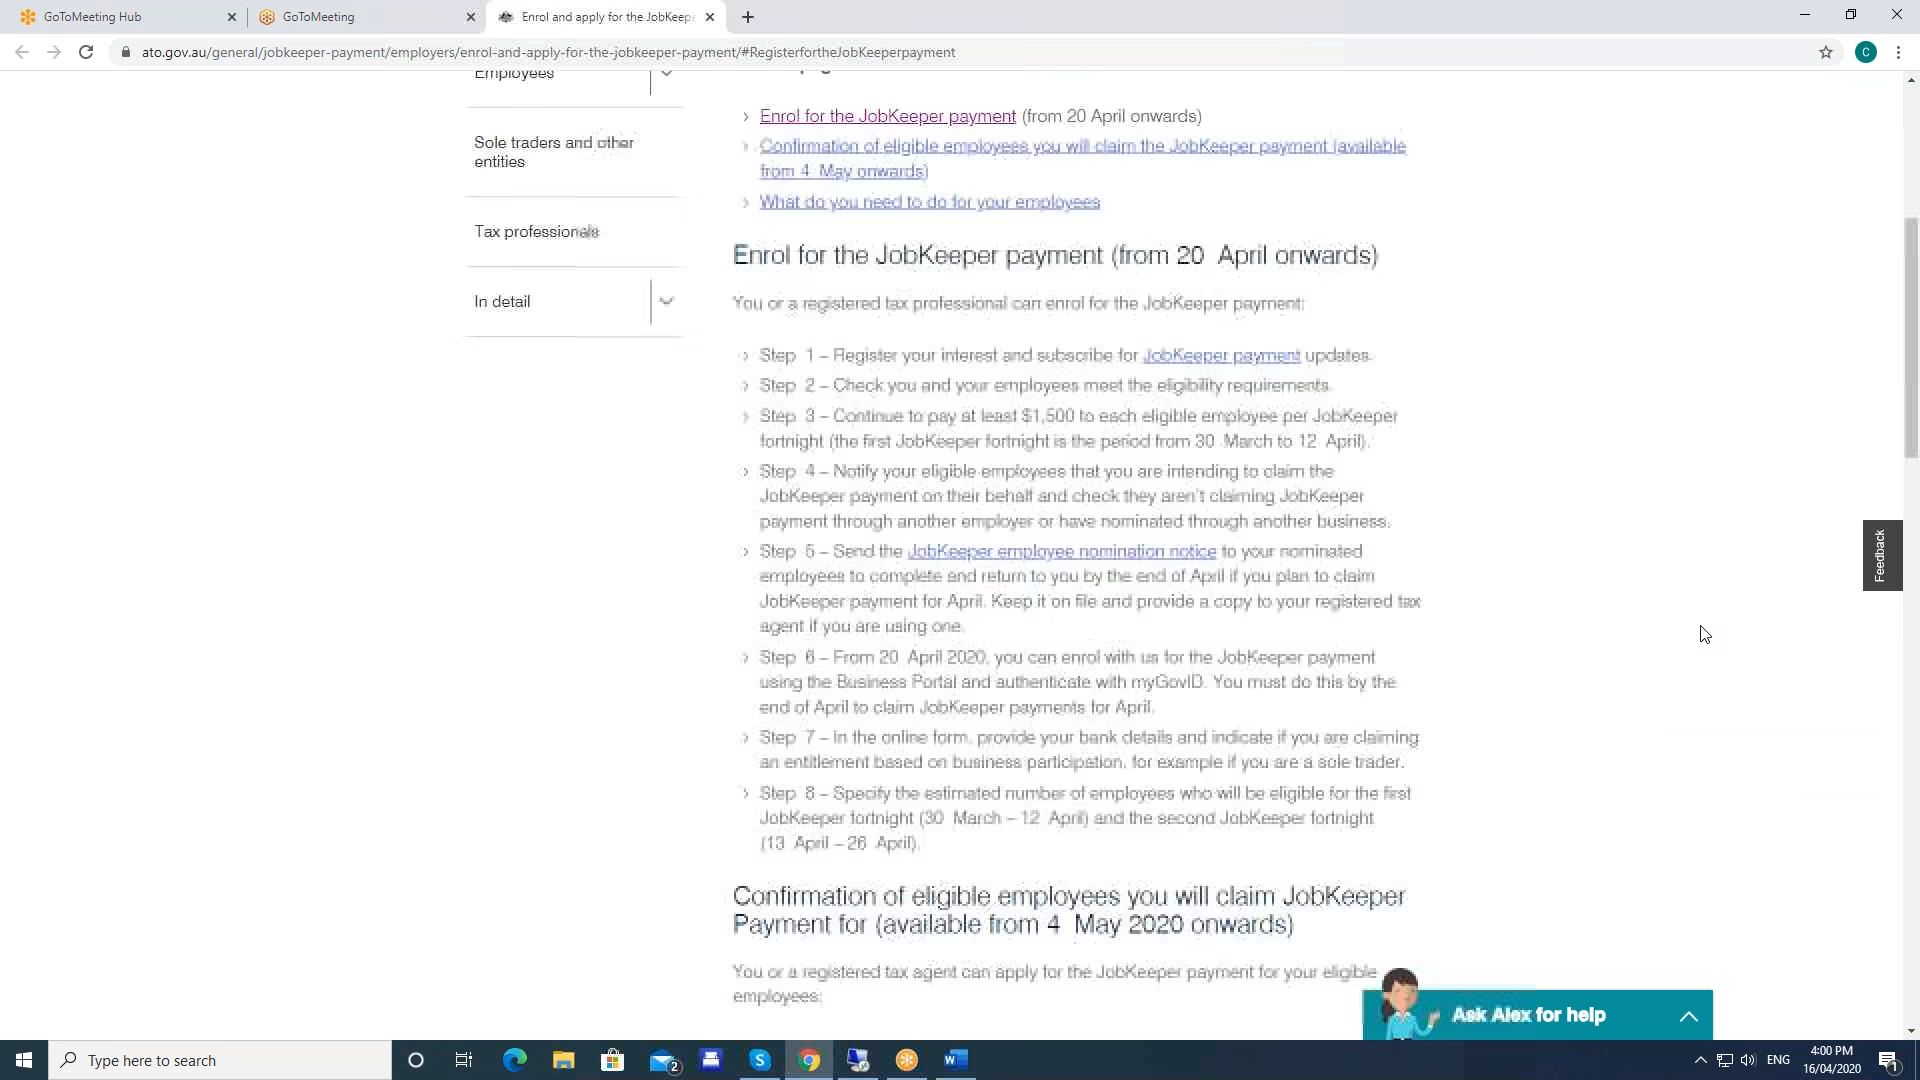 GoToMeeting Hub
GoToMeeting
Enrol and apply for the JobKeepe
ato.gov.au/general/jobkeeper-payment/employers/enrol-and-apply-for-the-jobkeeper-payment/#RegisterfortheJobKeeperpayment
C
Employees
Sole traders and other
entities
Tax professionals
In detail
Enrol for the JobKeeper payment (from 20 April onwards)
Confirmation of eligible employees you will claim the JobKeeper payment (available
from 4 May onwards)
What do you need to do for your employees
Enrol for the JobKeeper payment (from 20 April onwards)
You or a registered tax professional can enrol for the JobKeeper payment:
Step 1 – Register your interest and subscribe for JobKeeper payment updates.
Step 2 – Check you and your employees meet the eligibility requirements.
Step 3 – Continue to pay at least $1,500 to each eligible employee per JobKeeper
fortnight (the first JobKeeper fortnight is the period from 30 March to 12 April).
Step 4 – Notify your eligible employees that you are intending to claim the
JobKeeper payment on their behalf and check they aren't claiming JobKeeper
payment through another employer or have nominated through another business.
Step 5 – Send the JobKeeper employee nomination notice to your nominated
employees to complete and return to you by the end of April if you plan to claim
JobKeeper payment for April. Keep it on file and provide a copy to your registered tax
agent if you are using one.
Step 6 – From 20 April 2020, you can enrol with us for the JobKeeper payment
using the Business Portal and authenticate with myGovID. You must do this by the
end of April to claim JobKeeper payments for April.
Step 7 – In the online form, provide your bank details and indicate if you are claiming
an entitlement based on business participation, for example if you are a sole trader.
Step 8 – Specify the estimated number of employees who will be eligible for the first
JobKeeper fortnight (30 March – 12 April) and the second JobKeeper fortnight
(13 April – 26 April).
Confirmation of eligible employees you will claim JobKeeper
Payment for (available from 4 May 2020 onwards)
You or a registered tax agent can apply for the JobKeeper payment for your eligible
employees:
Feedback
Ask Alex for help
Type here to search
2
ENG
4:00 PM
16/04/2020
1